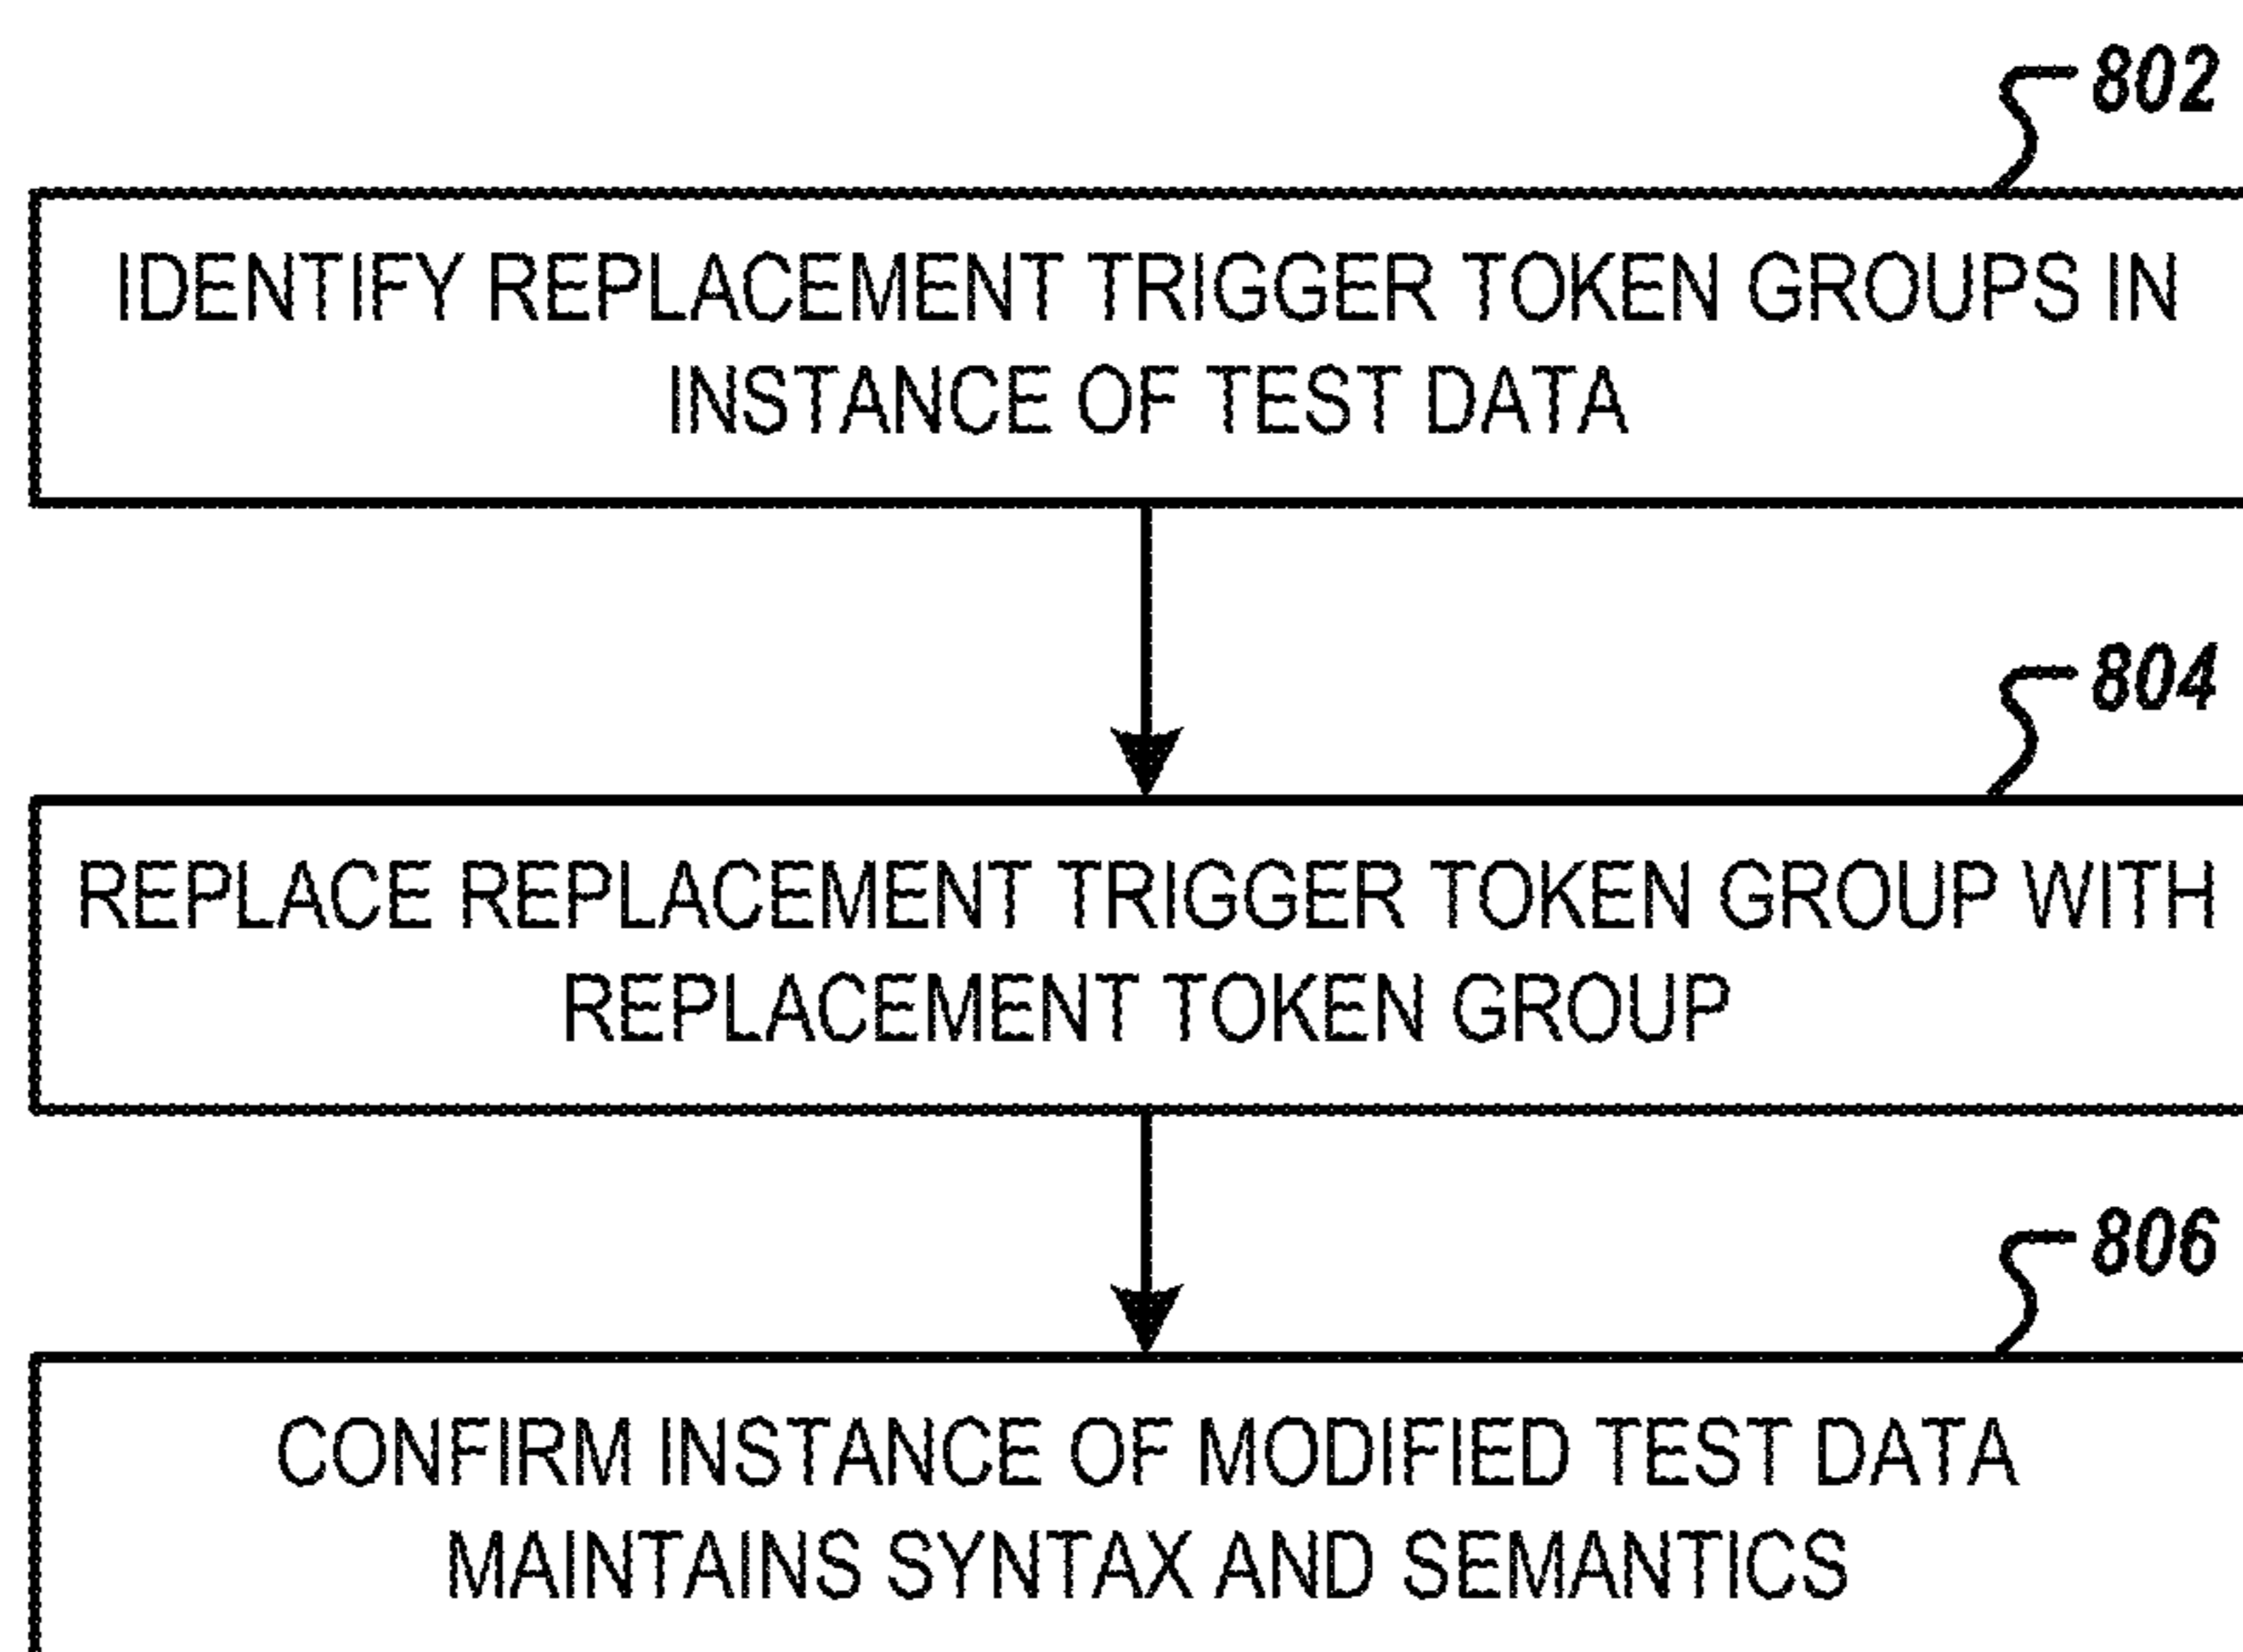 802
IDENTIFY REPLACEMENT TRIGGER TOKEN GROUPS IN
INSTANCE OF TEST DATA
804
REPLACE REPLACEMENT TRIGGER TOKEN GROUP WITH
REPLACEMENT TOKEN GROUP
806
CONFIRM INSTANCE OF MODIFIED TEST DATA
MAINTAINS SYNTAX AND SEMANTICS